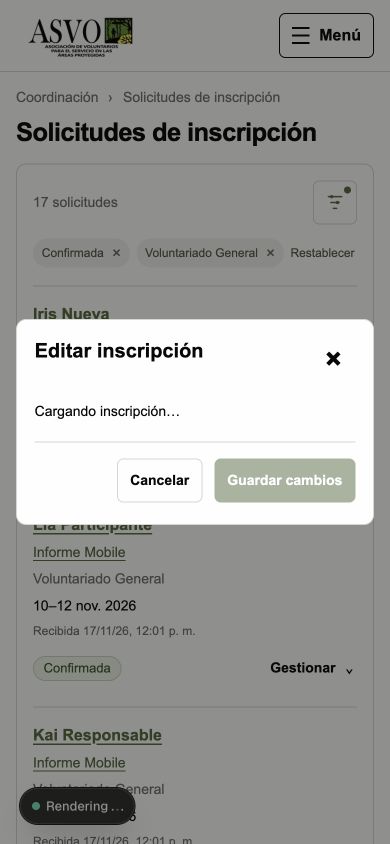 ASVO
ASOCIACIÓN DE VOLUNTARIOS
PARA EL SERVICIO EN LAS
ÁREAS PROTEGIDAS
Menú
Coordinación › Solicitudes de inscripción
Solicitudes de inscripción
17 solicitudes
Confirmada × Voluntariado General × Restablecer
Iris Nueva
Editar inscripción
Cargando inscripción…
Cancelar Guardar cambios
Lía Participante
Informe Mobile
Voluntariado General
10–12 nov. 2026
Recibida 17/11/26, 12:01 p. m.
Confirmada Gestionar
Kai Responsable
Informe Mobile
Voluntariado General
Rendering ...
Recibida 17/11/26, 12:01 p. m.